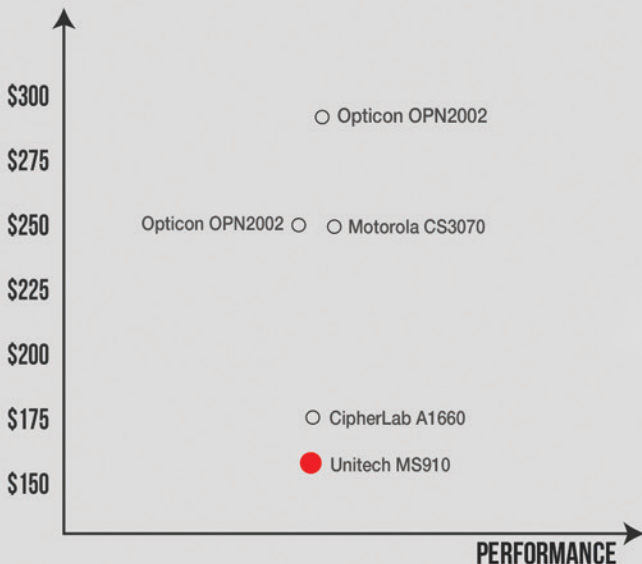 $300
Opticon OPN2002
$275
Opticon OPN2002
$250
Motorola CS3070
$225
$200
$175
CipherLab A1660
Unitech MS910
$150
PERFORMANCE